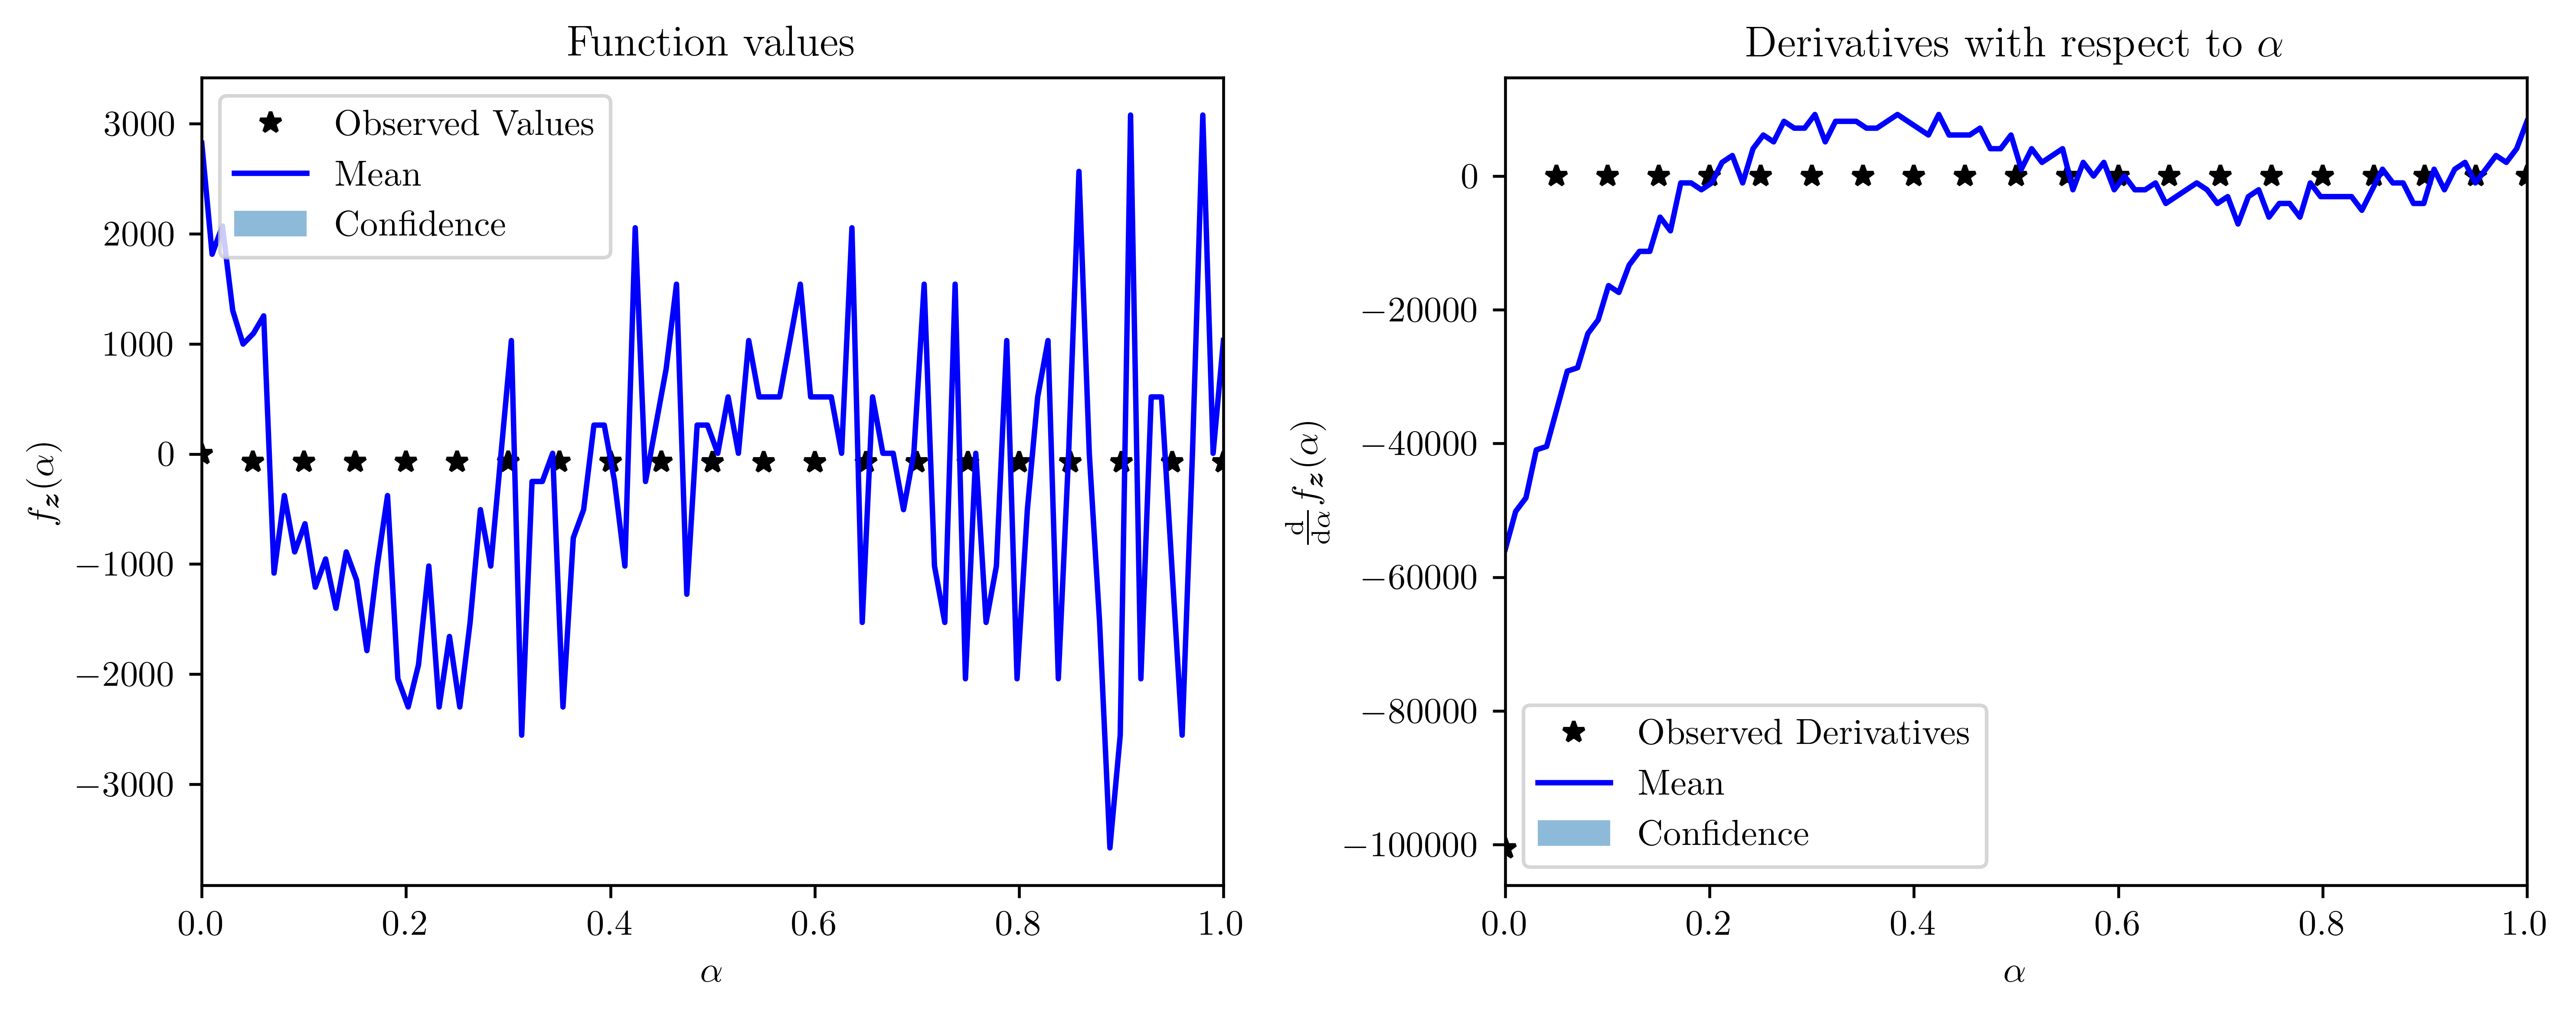 Function values
3000
2000
1000
0
−1000
−2000
−3000
f_z(α)
Observed Values
Mean
Confidence
0.0 0.2 0.4 0.6 0.8 1.0
α
Derivatives with respect to α
0
−20000
−40000
−60000
−80000
−100000
d/dα f_z(α)
Observed Derivatives
Mean
Confidence
0.0 0.2 0.4 0.6 0.8 1.0
α